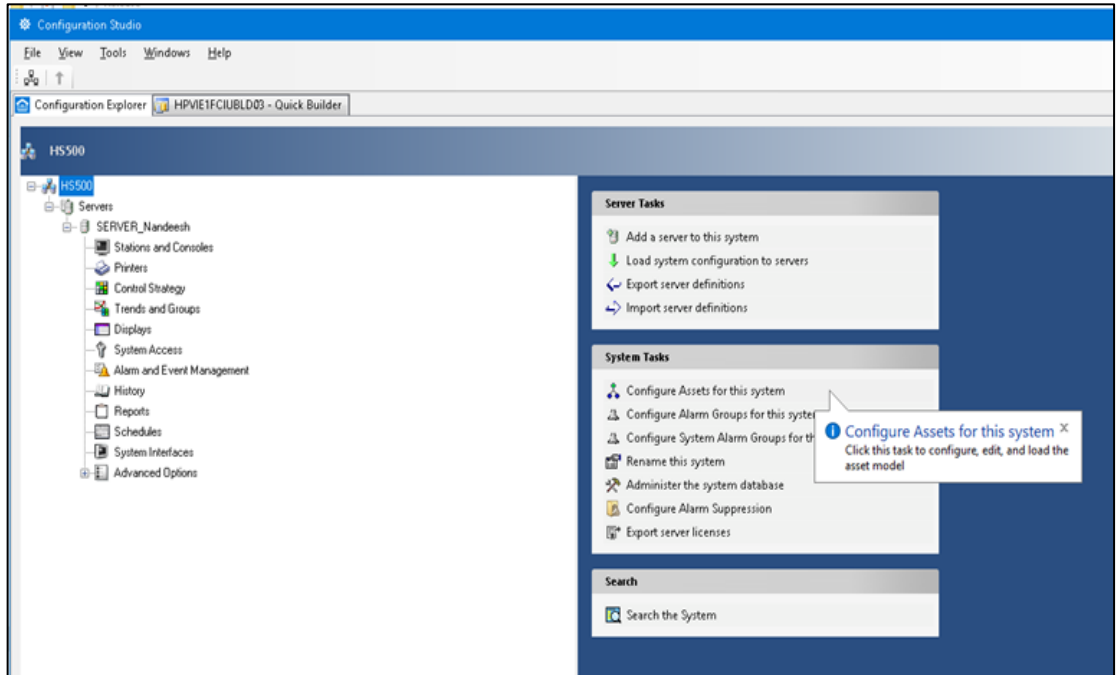 Configuration Studio
File View Tools Windows Help
Configuration Explorer HPVIE1FCIUBLD03 - Quick Builder
HS500
HS500
Servers
SERVER_Nandeesh
Stations and Consoles
Printers
Control Strategy
Trends and Groups
Displays
System Access
Alarm and Event Management
History
Reports
Schedules
System Interfaces
Advanced Options
Server Tasks
Add a server to this system
Load system configuration to servers
Export server definitions
Import server definitions
System Tasks
Configure Assets for this system
Configure Alarm Groups for this syste
Configure System Alarm Groups for th
Rename this system
Administer the system database
Configure Alarm Suppression
Export server licenses
Configure Assets for this system
Click this task to configure, edit, and load the
asset model
Search
Search the System